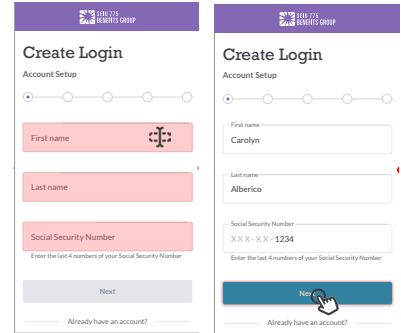 SEIU 775
BENEFITS GROUP
Create Login
Account Setup
First name
Last name
Social Security Number
Enter the last 4 numbers of your Social Security Number
Next
Already have an account?
SEIU 775
BENEFITS GROUP
Create Login
Account Setup
First name
Carolyn
Last name
Alberico
Social Security Number
XXX-XX-1234
Enter the last 4 numbers of your Social Security Number
Next
Already have an account?